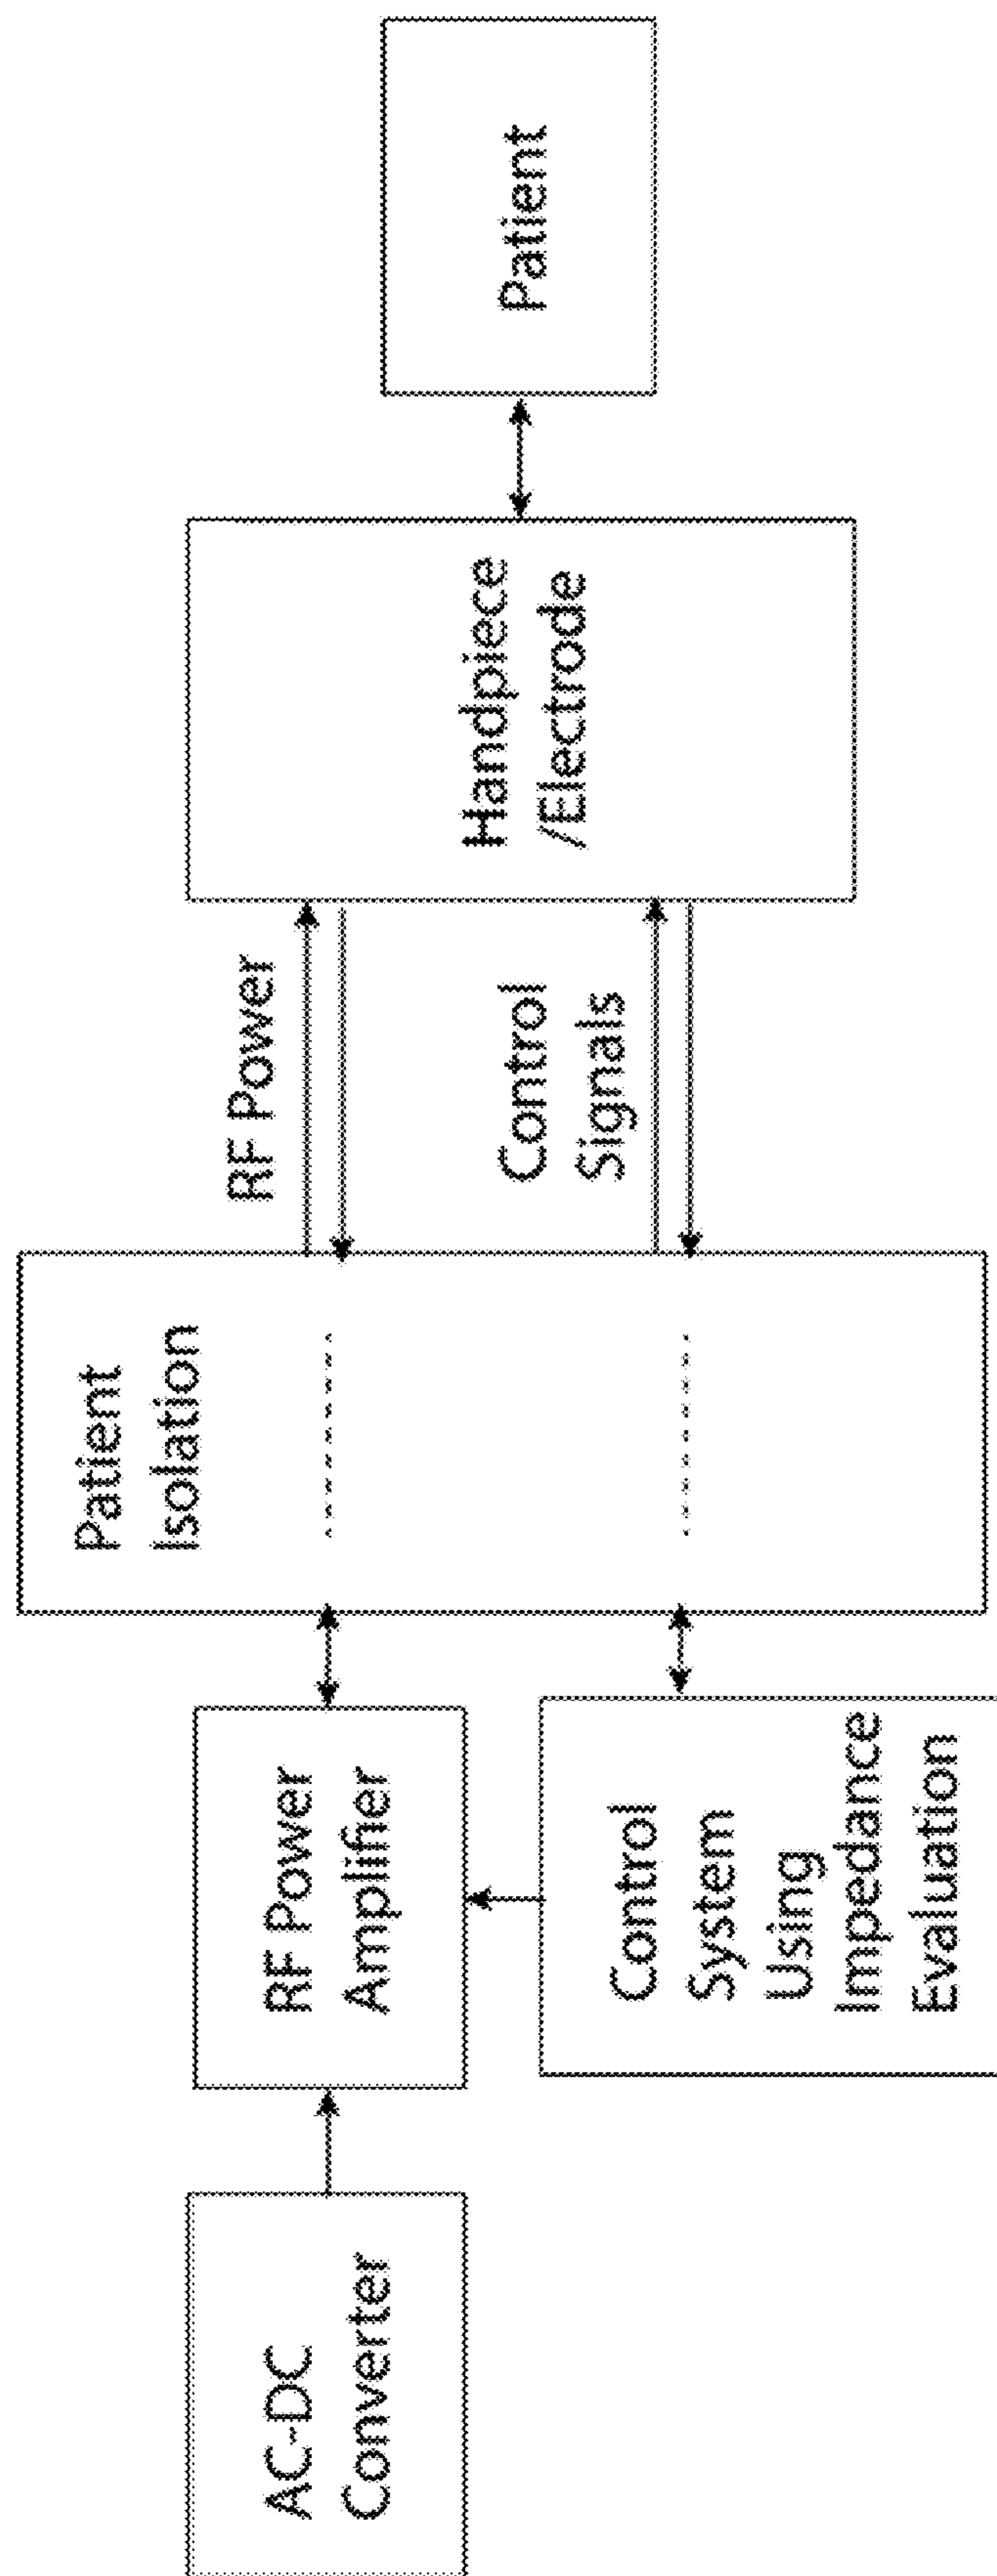 AC-DC
Converter
RF Power
Amplifier
Control
System
Using
Impedance
Evaluation
Patient
Isolation
RF Power
Control
Signals
Handpiece
/Electrode
Patient